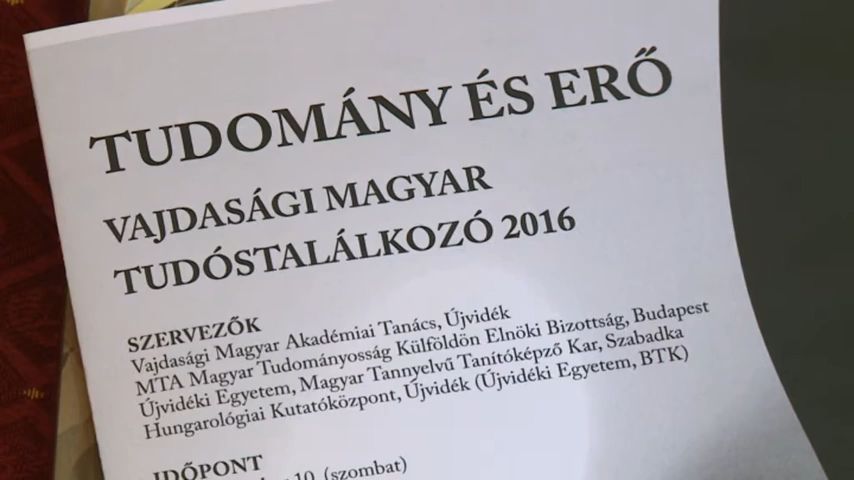 TUDOMÁNY ÉS ERŐ
VAJDASÁGI MAGYAR
TUDÓSTALÁLKOZÓ 2016
SZERVEZŐK
Vajdasági Magyar Akadémiai Tanács, Újvidék
MTA Magyar Tudományosság Külföldön Elnöki Bizottság, Budapest
Újvidéki Egyetem, Magyar Tannyelvű Tanítóképző Kar, Szabadka
Hungarológiai Kutatóközpont, Újvidék (Újvidéki Egyetem, BTK)
IDŐPONT
10. (szombat)